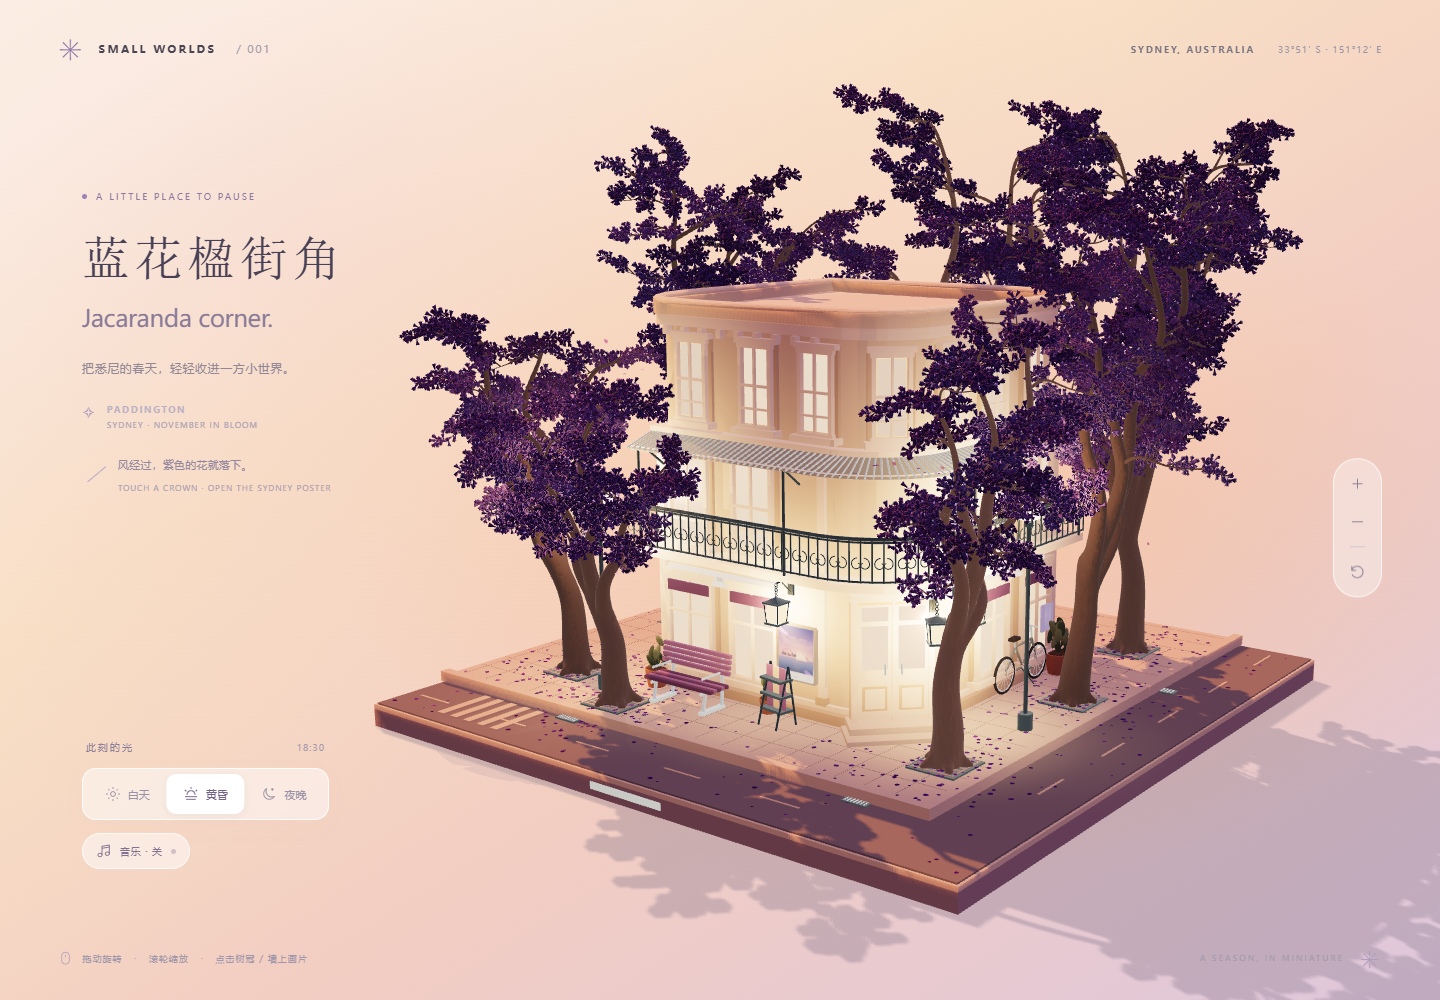 SMALL WORLDS / 001
SYDNEY, AUSTRALIA 33°51' S · 151°12' E
A LITTLE PLACE TO PAUSE
蓝花楹街角
Jacaranda corner.
把悉尼的春天，轻轻收进一方小世界。
PADDINGTON
SYDNEY · NOVEMBER IN BLOOM
风经过，紫色的花就落下。
TOUCH A CROWN · OPEN THE SYDNEY POSTER
此刻的光 18:30
白天 黄昏 夜晚
音乐 · 关
拖动旋转 · 滚轮缩放 · 点击树冠 / 墙上画片
A SEASON, IN MINIATURE